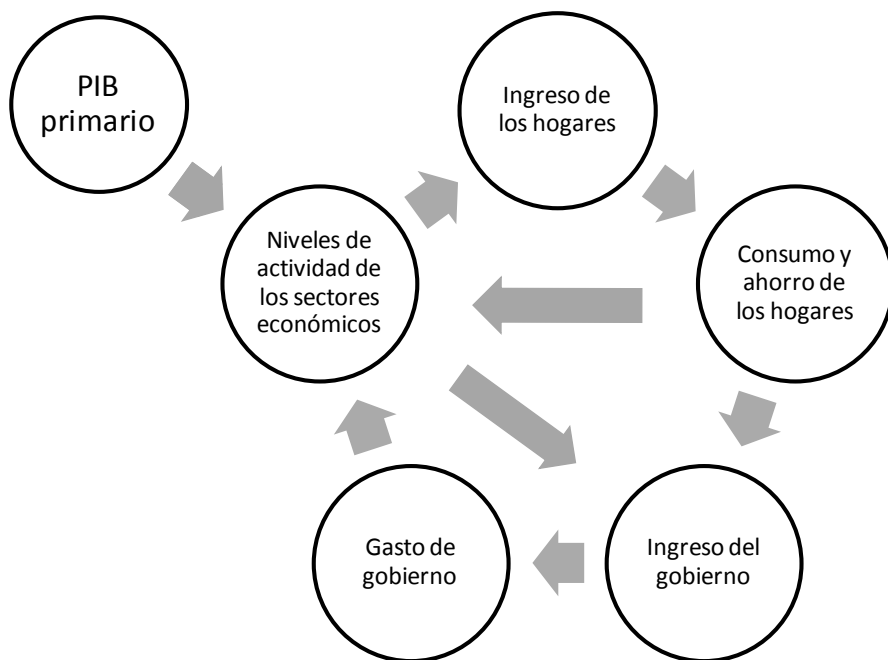 PIB
primario
Ingreso de
los hogares
Niveles de
actividad de
los sectores
económicos
Consumo y
ahorro de
los hogares
Gasto de
gobierno
Ingreso del
gobierno